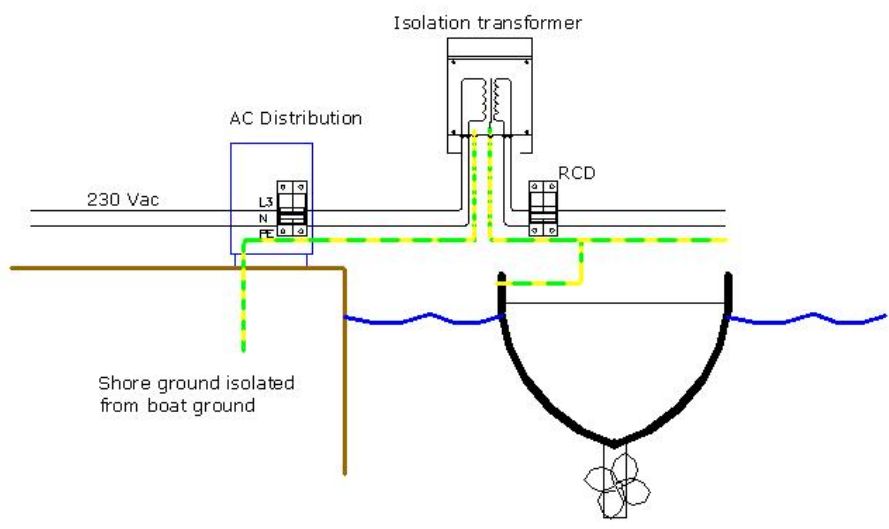 Isolation transformer
AC Distribution
RCD
230 Vac
L3
N
PE
Shore ground isolated
from boat ground